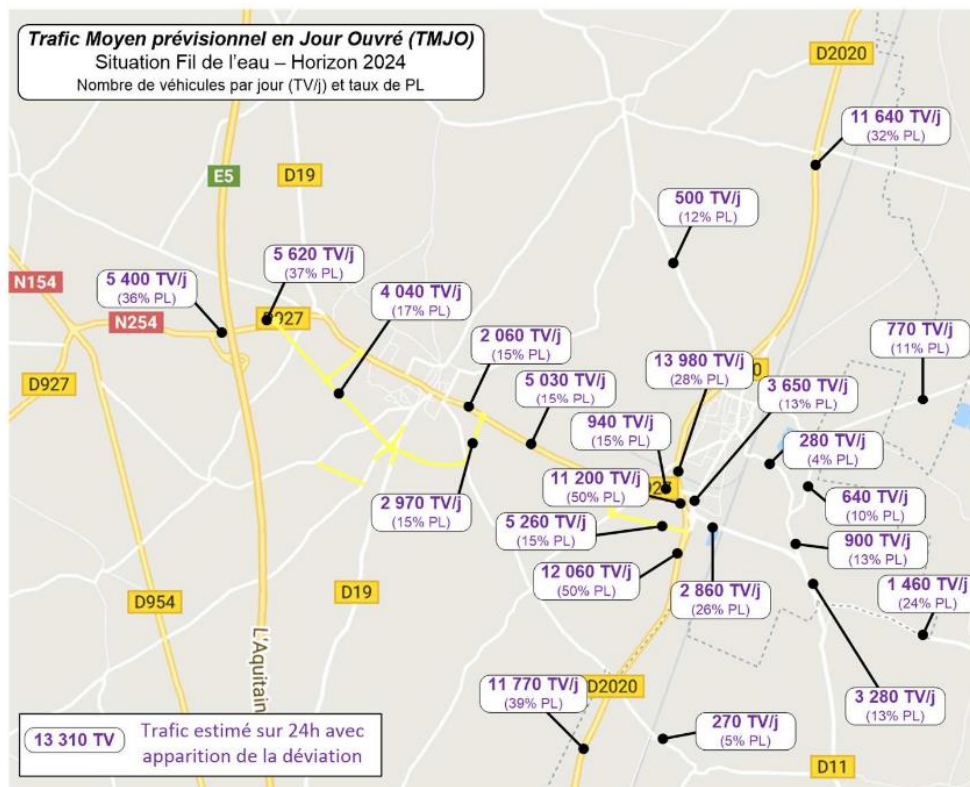 Trafic Moyen prévisionnel en Jour Ouvré (TMJO)
Situation Fil de l'eau – Horizon 2024
Nombre de véhicules par jour (TV/j) et taux de PL
D2020
11 640 TV/j
(32% PL)
E5
D19
500 TV/j
(12% PL)
5 620 TV/j
(37% PL)
N154
5 400 TV/j
(36% PL)
4 040 TV/j
(17% PL)
N254
2 060 TV/j
(15% PL)
770 TV/j
(11% PL)
13 980 TV/j
(28% PL)
D927
5 030 TV/j
(15% PL)
3 650 TV/j
(13% PL)
940 TV/j
(15% PL)
280 TV/j
(4% PL)
11 200 TV/j
(50% PL)
2 970 TV/j
(15% PL)
640 TV/j
(10% PL)
5 260 TV/j
(15% PL)
900 TV/j
(13% PL)
12 060 TV/j
(50% PL)
2 860 TV/j
(26% PL)
1 460 TV/j
(24% PL)
D954
D19
L'Aquitain
11 770 TV/j
(39% PL)
D2020
3 280 TV/j
(13% PL)
270 TV/j
(5% PL)
D11
13 310 TV
Trafic estimé sur 24h avec
apparition de la déviation